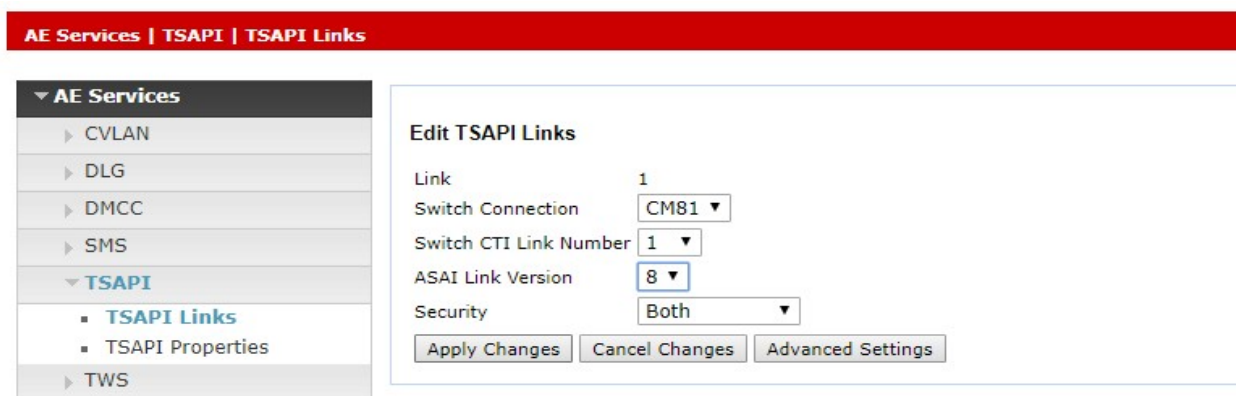 AE Services | TSAPI | TSAPI Links
AE Services
CVLAN
DLG
DMCC
SMS
TSAPI
TSAPI Links
TSAPI Properties
TWS
Edit TSAPI Links
Link 1
Switch Connection CM81
Switch CTI Link Number 1
ASAI Link Version 8
Security Both
Apply Changes Cancel Changes Advanced Settings